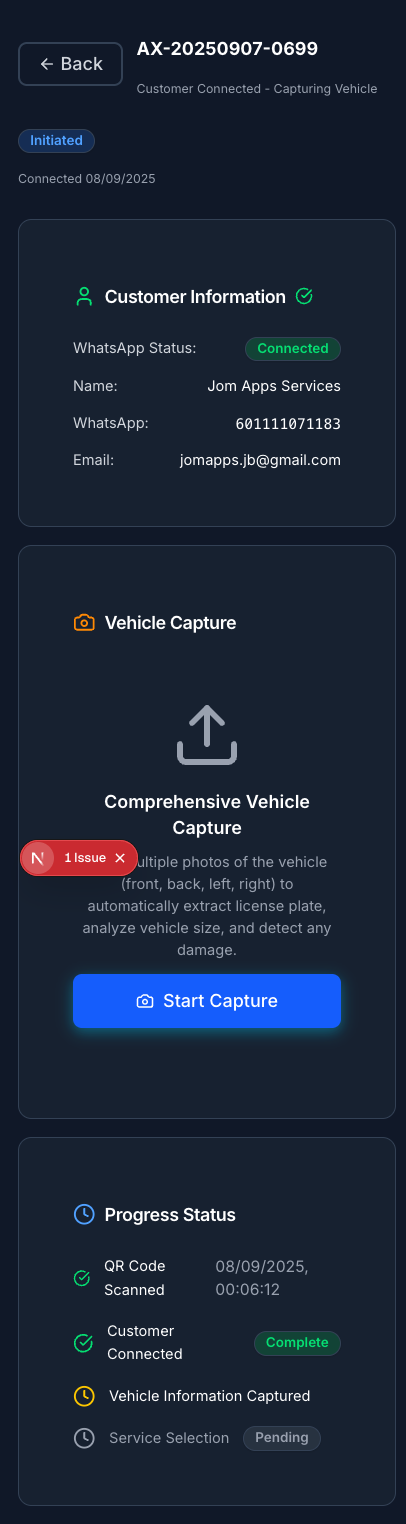 Back
AX-20250907-0699
Customer Connected - Capturing Vehicle
Initiated
Connected 08/09/2025
Customer Information
WhatsApp Status: Connected
Name: Jom Apps Services
WhatsApp: 601111071183
Email: jomapps.jb@gmail.com
Vehicle Capture
Comprehensive Vehicle
Capture
N 1 Issue
multiple photos of the vehicle
(front, back, left, right) to
automatically extract license plate,
analyze vehicle size, and detect any
damage.
Start Capture
Progress Status
QR Code
Scanned
08/09/2025,
00:06:12
Customer
Connected
Complete
Vehicle Information Captured
Service Selection Pending